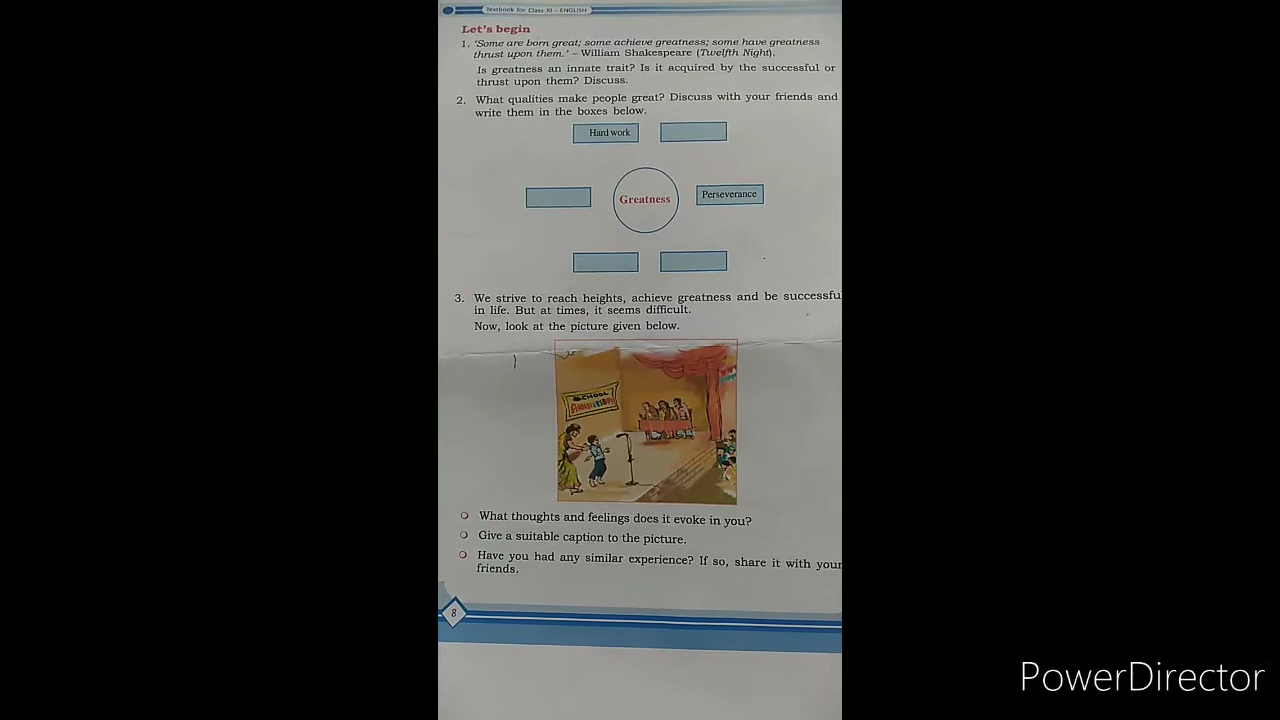 Textbook for Class XI - ENGLISH
Let's begin
1. 'Some are born great; some achieve greatness; some have greatness
thrust upon them.' – William Shakespeare (Twelfth Night).
Is greatness an innate trait? Is it acquired by the successful or
thrust upon them? Discuss.
2. What qualities make people great? Discuss with your friends and
write them in the boxes below.
Hard work
Greatness
Perseverance
3. We strive to reach heights, achieve greatness and be successfu
in life. But at times, it seems difficult.
Now, look at the picture given below.
SCHOOL
ANNIVERSARY
What thoughts and feelings does it evoke in you?
Give a suitable caption to the picture.
Have you had any similar experience? If so, share it with your
friends.
8
PowerDirector